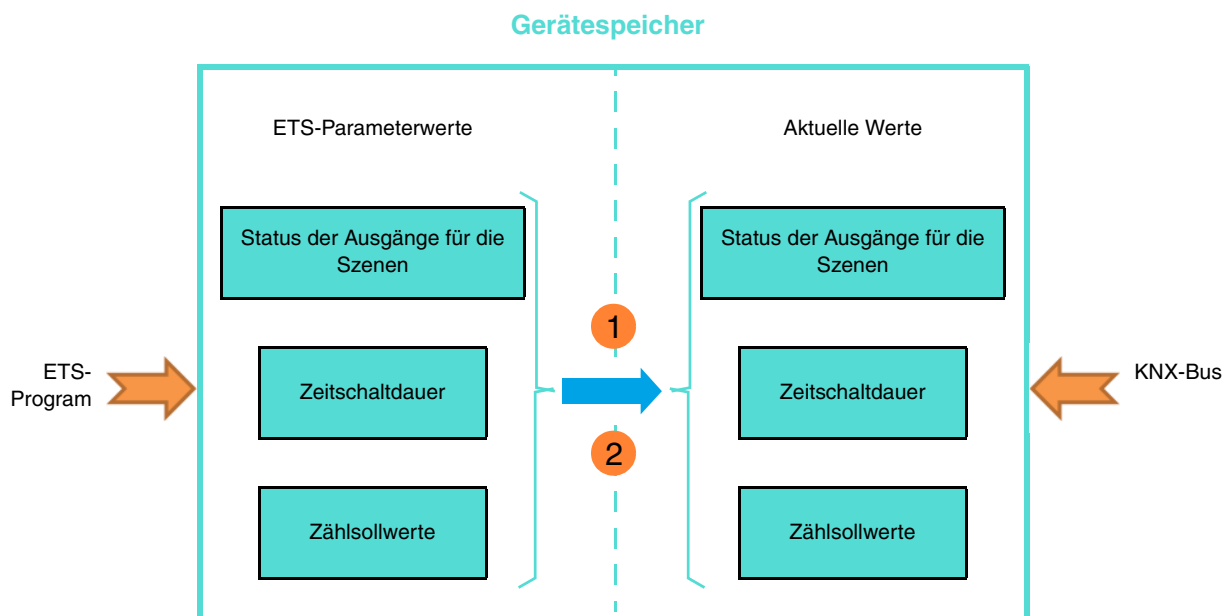 Gerätespeicher
ETS-Parameterwerte
Aktuelle Werte
Status der Ausgänge für die
Szenen
Status der Ausgänge für die
Szenen
1
ETS-
Program
Zeitschaltdauer
Zeitschaltdauer
KNX-Bus
2
Zählsollwerte
Zählsollwerte